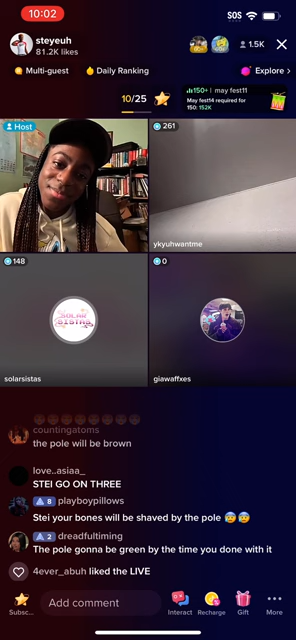 10:02
SOS
steyeuh
81.2K likes
1.5K
Multi-guest
Daily Ranking
Explore >
10/25
150+ | may fest11
May fest14 required for
150: 152K
Host
261
ykyuhwantme
148
SOLAR
SISTAS
solarsistas
0
giawaffxes
countingatoms
the pole will be brown
love..asiaa_
STEI GO ON THREE
8 playboypillows
Stei your bones will be shaved by the pole 😰😰
2 dreadfultiming
The pole gonna be green by the time you done with it
4ever_abuh liked the LIVE
Subsc...
Add comment
Interact
Recharge
Gift
More